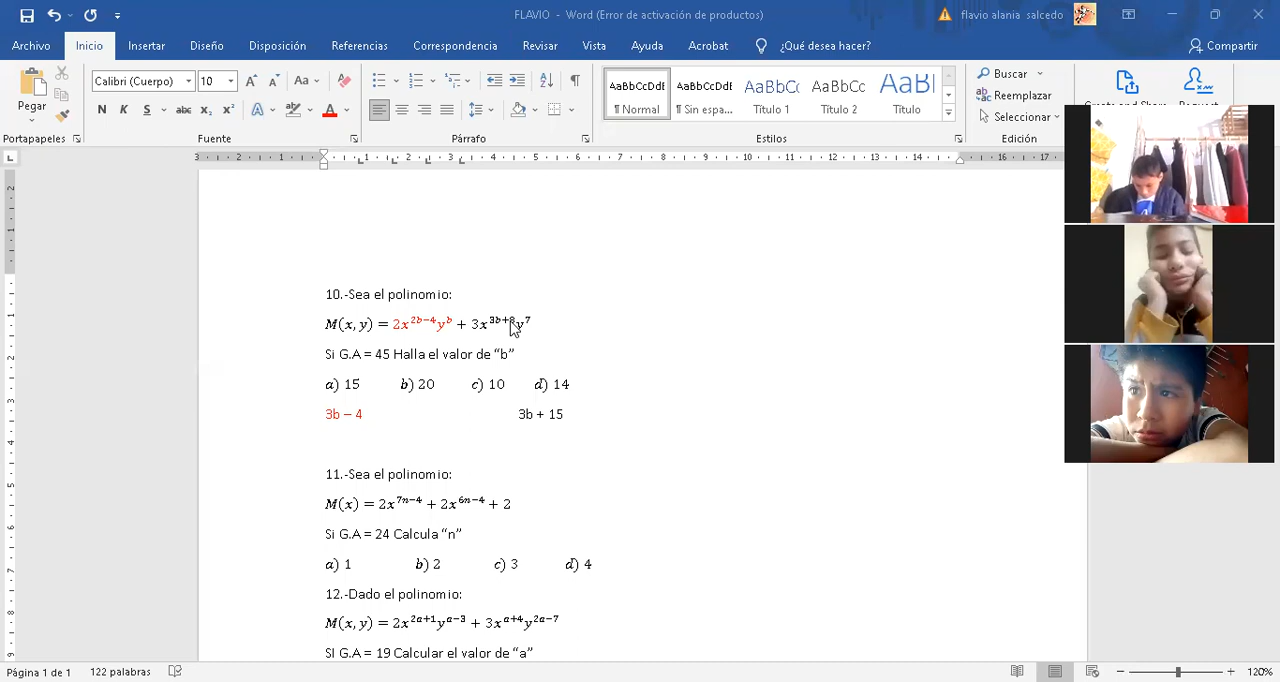 FLAVIO - Word (Error de activación de productos)
flavio alania salcedo
Archivo Inicio Insertar Diseño Disposición Referencias Correspondencia Revisar Vista Ayuda Acrobat ¿Qué desea hacer? Compartir
Pegar
Calibri (Cuerpo) 10
Portapapeles Fuente Párrafo Estilos Edición
AaBbCcDdE AaBbCcDdE AaBbCc AaBbCc AaBl
¶ Normal ¶ Sin espa... Título 1 Título 2 Título
Buscar
Reemplazar
Seleccionar
10.-Sea el polinomio:
M(x, y) = 2x^{2b-4}y^{b} + 3x^{3b+8}y^{7}
Si G.A = 45 Halla el valor de “b”
a) 15 b) 20 c) 10 d) 14
3b – 4 3b + 15
11.-Sea el polinomio:
M(x) = 2x^{7n-4} + 2x^{6n-4} + 2
Si G.A = 24 Calcula “n”
a) 1 b) 2 c) 3 d) 4
12.-Dado el polinomio:
M(x, y) = 2x^{2a+1}y^{a-3} + 3x^{a+4}y^{2a-7}
SI G.A = 19 Calcular el valor de “a”
Página 1 de 1 122 palabras 120%